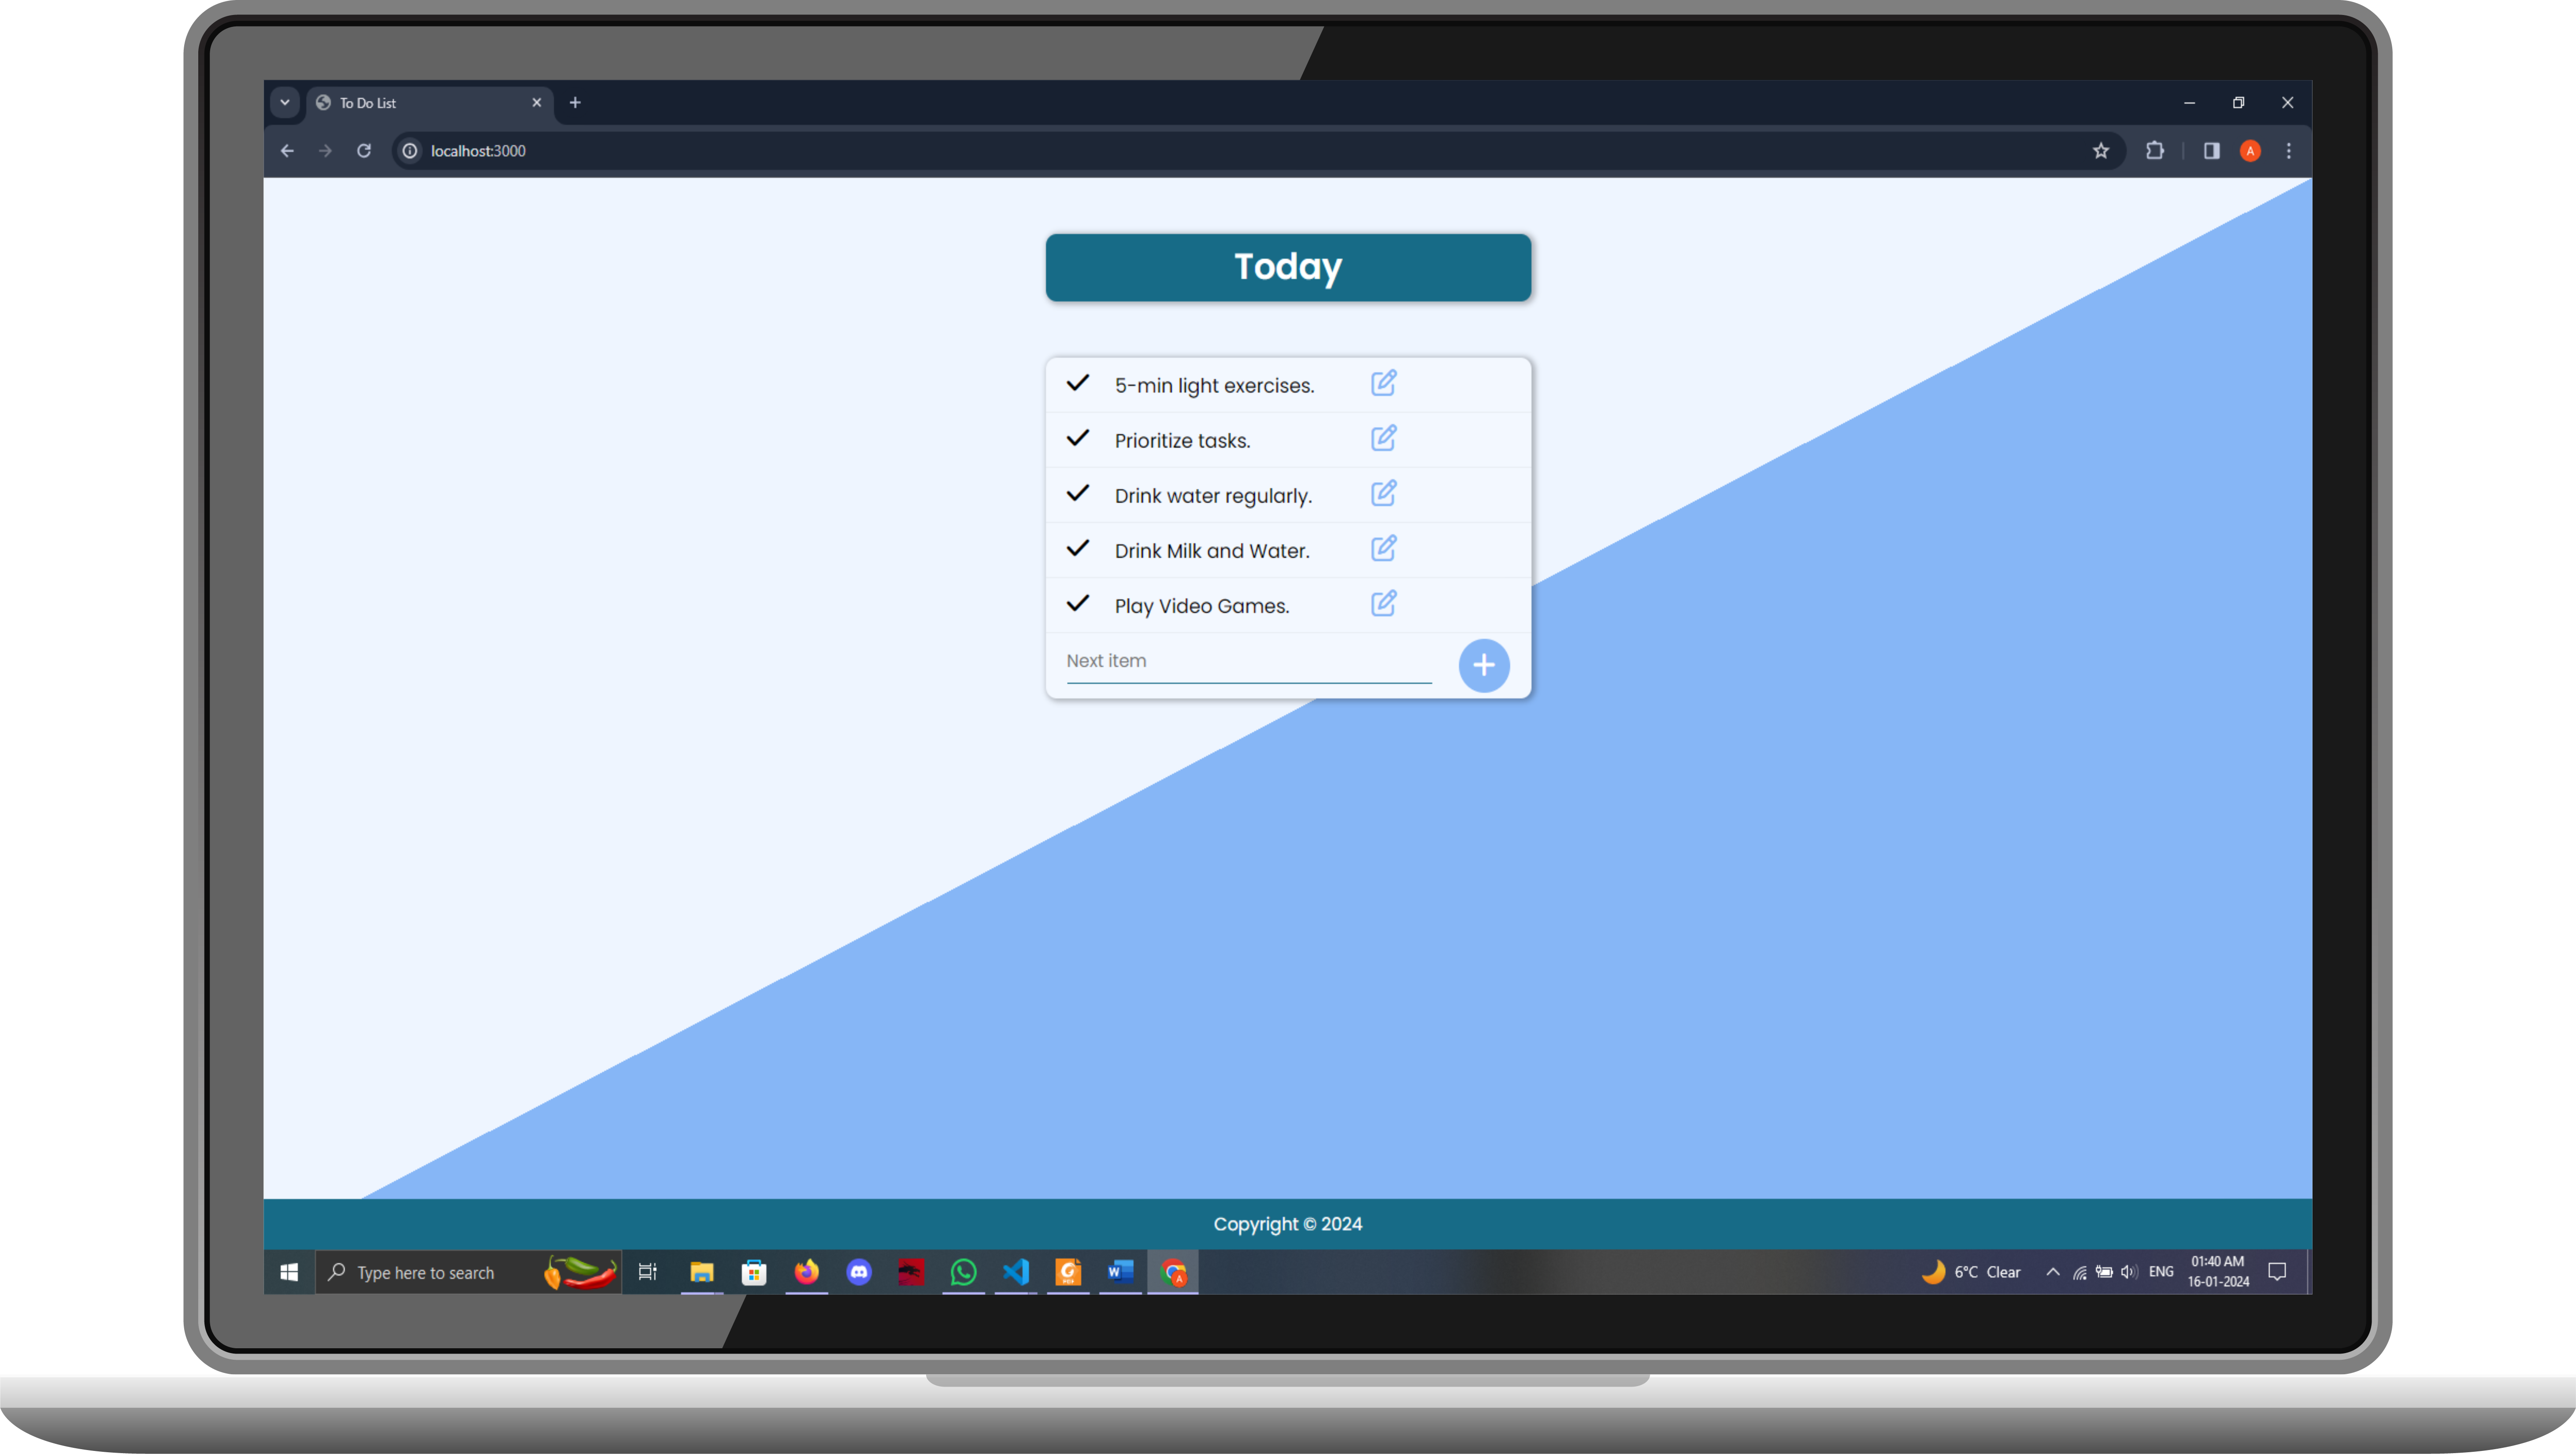 To Do List
localhost:3000
A
Today
5-min light exercises.
Prioritize tasks.
Drink water regularly.
Drink Milk and Water.
Play Video Games.
Next item
Copyright © 2024
Type here to search
W
A
6°C Clear
ENG
01:40 AM
16-01-2024